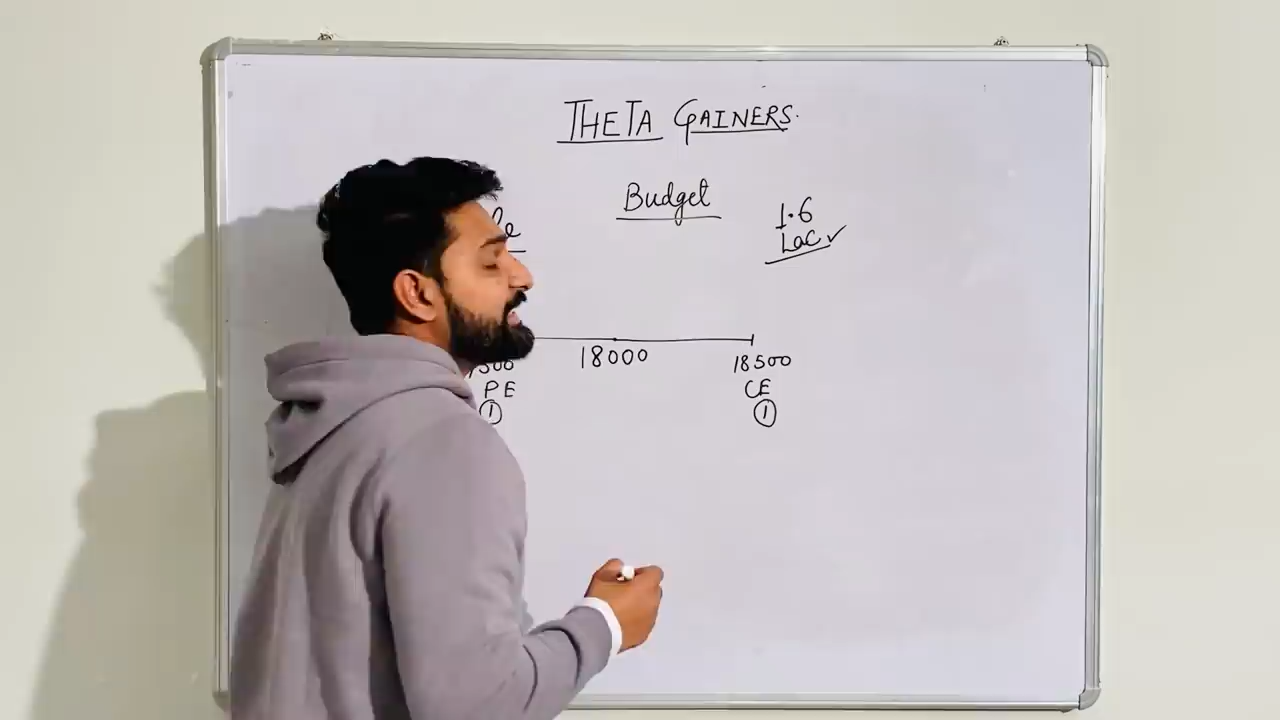 THETA GAINERS.
Budget
1.6
Lac ✓
18000
18500
PE
CE
1
1